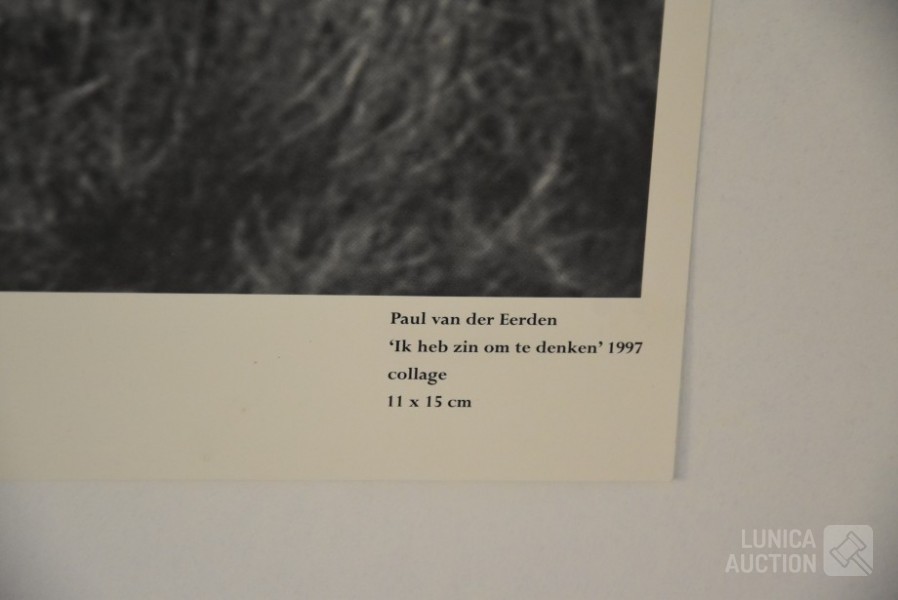 Paul van der Eerden
‘Ik heb zin om te denken’ 1997
collage
11 x 15 cm
LUNICA
AUCTION